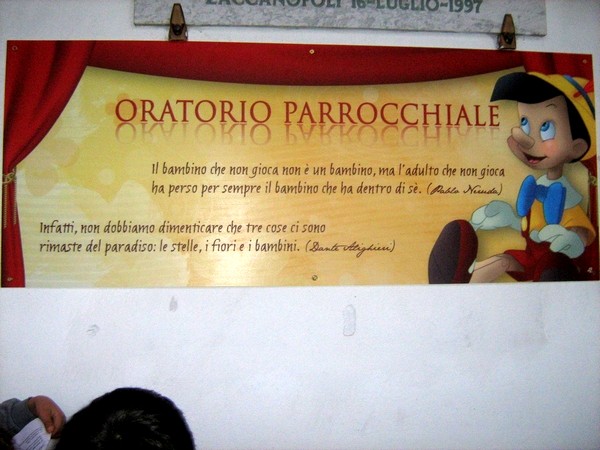 ZACCANOPOLI 16-LUGLIO-1997
ORATORIO PARROCCHIALE
Il bambino che non gioca non è un bambino, ma l'adulto che non gioca
ha perso per sempre il bambino che ha dentro di sè. (Pablo Neruda)
Infatti, non dobbiamo dimenticare che tre cose ci sono
rimaste del paradiso: le stelle, i fiori e i bambini. (Dante Alighieri)